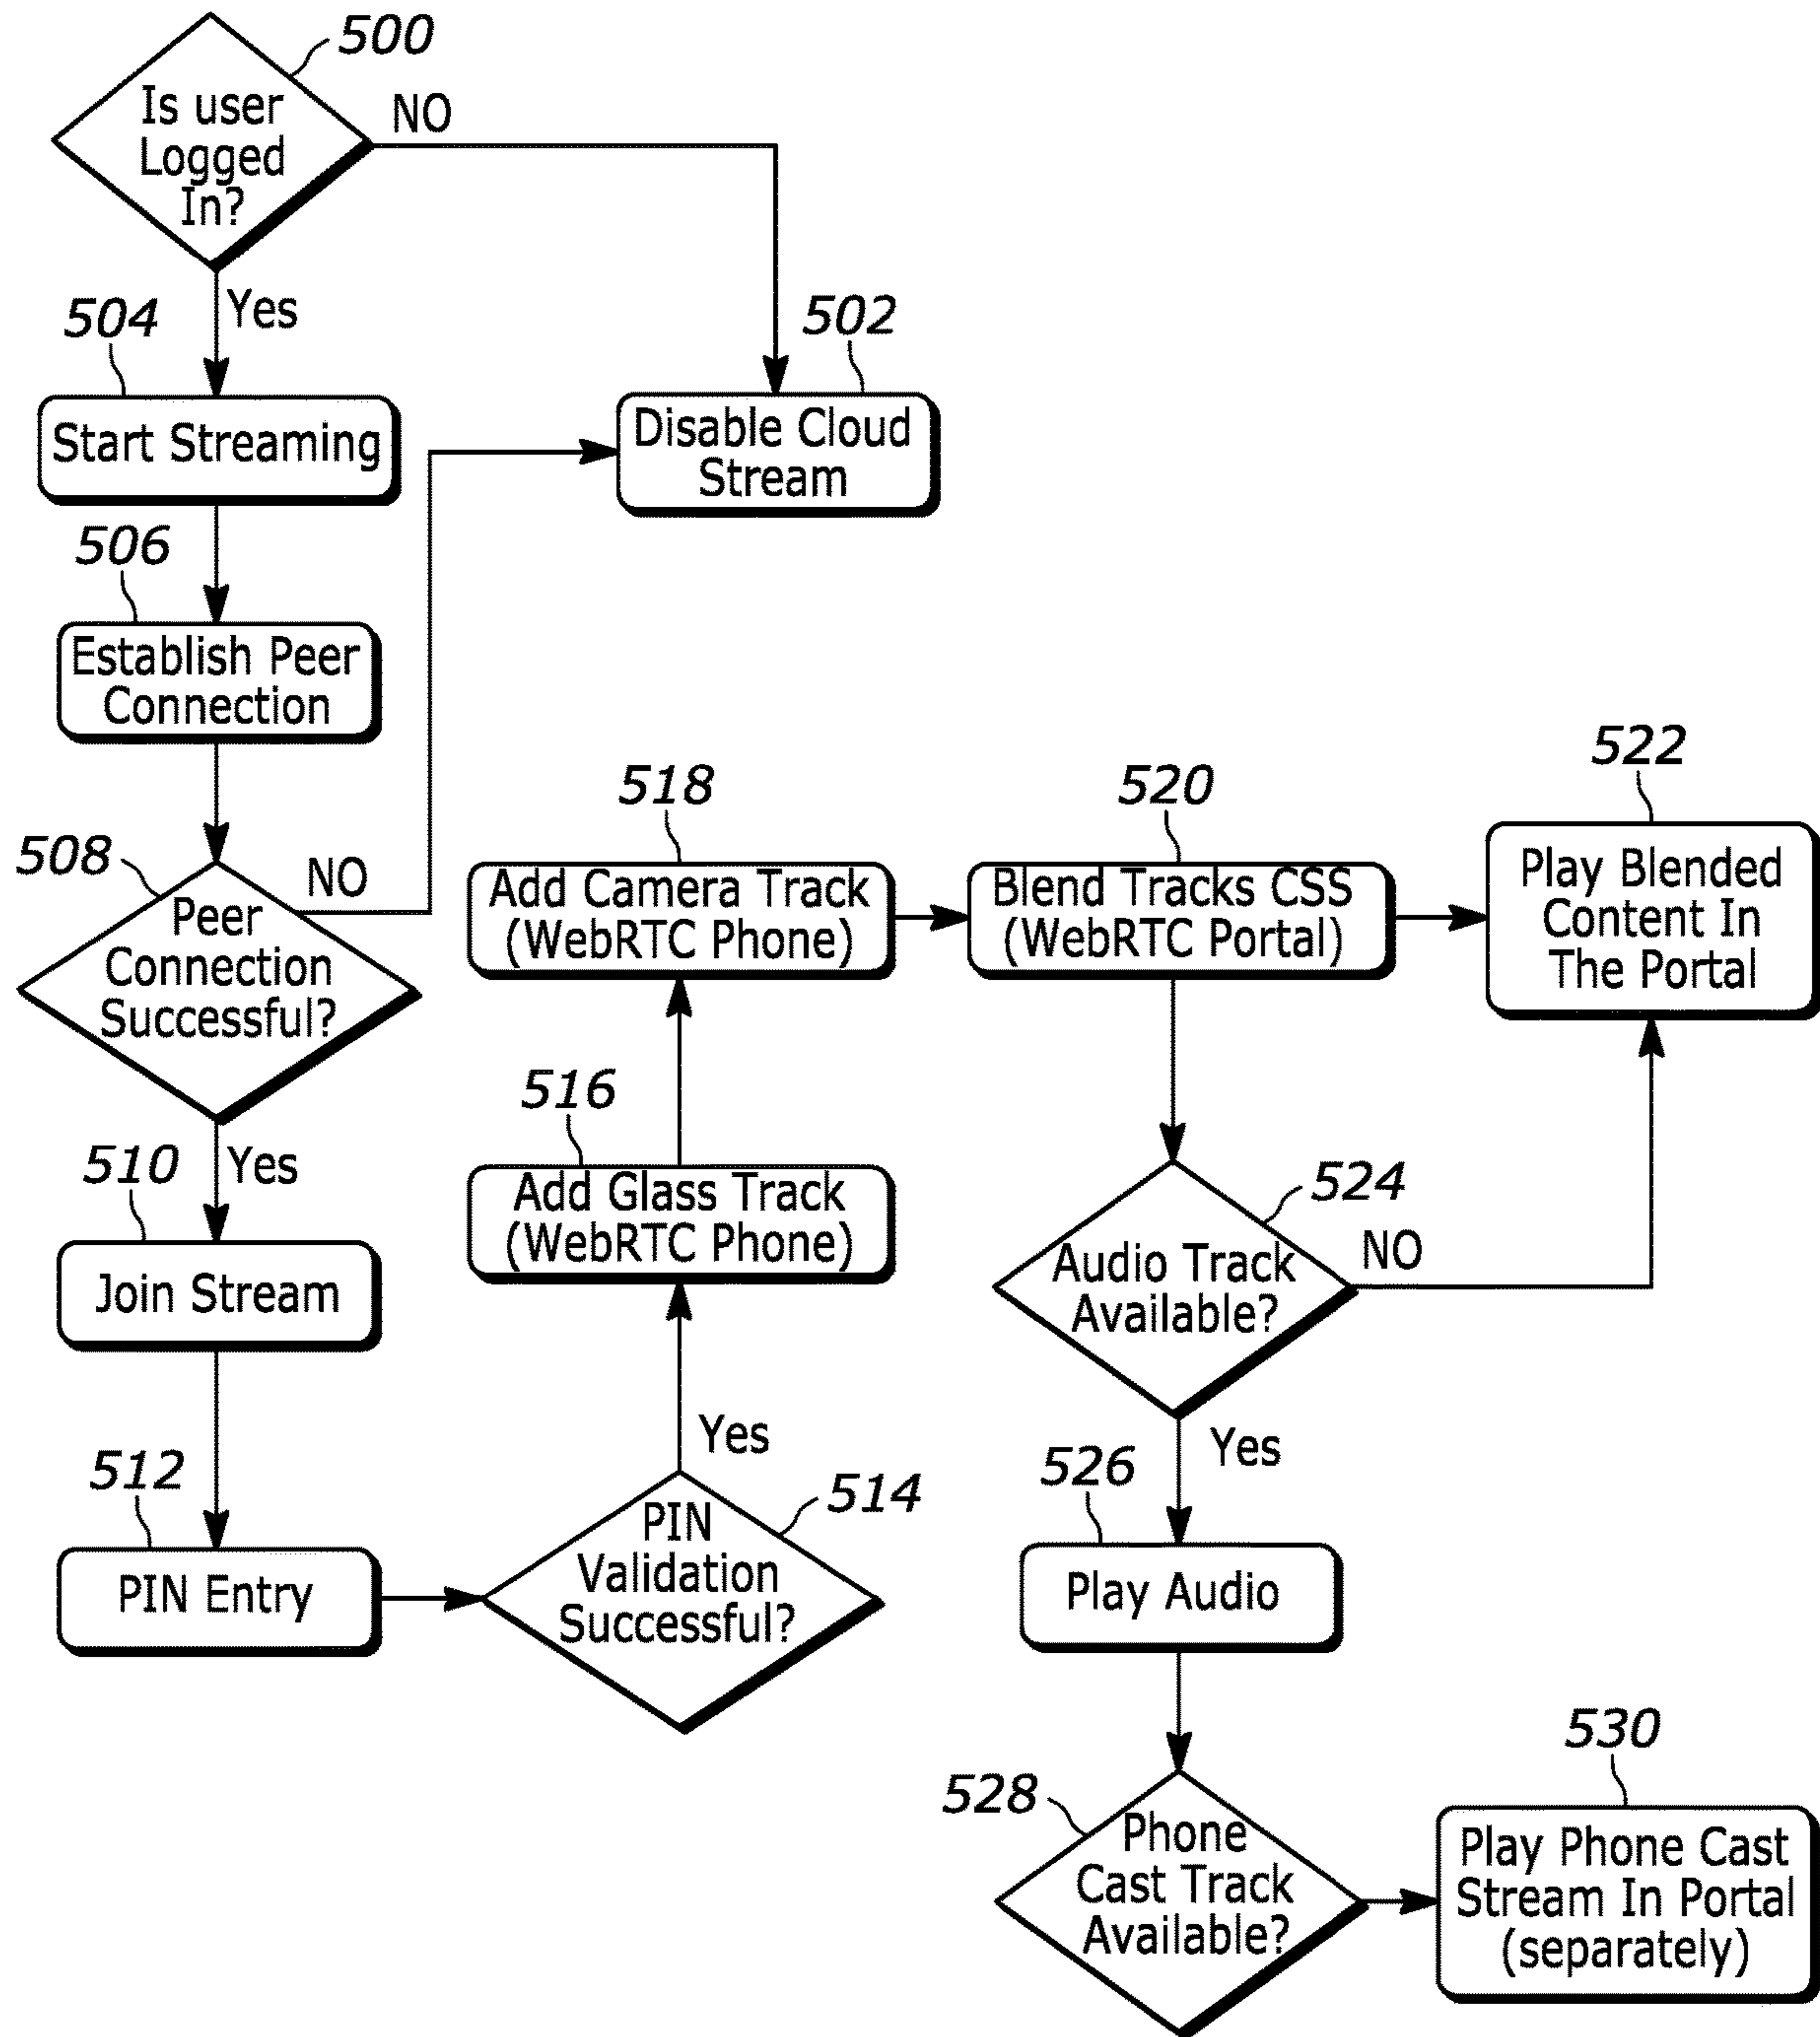 500
Is user
Logged
In?
NO
Yes
504
Start Streaming
502
Disable Cloud
Stream
506
Establish Peer
Connection
508
Peer
Connection
Successful?
NO
Yes
510
Join Stream
512
PIN Entry
514
PIN
Validation
Successful?
Yes
516
Add Glass Track
(WebRTC Phone)
518
Add Camera Track
(WebRTC Phone)
520
Blend Tracks CSS
(WebRTC Portal)
522
Play Blended
Content In
The Portal
524
Audio Track
Available?
NO
Yes
526
Play Audio
528
Phone
Cast Track
Available?
530
Play Phone Cast
Stream In Portal
(separately)